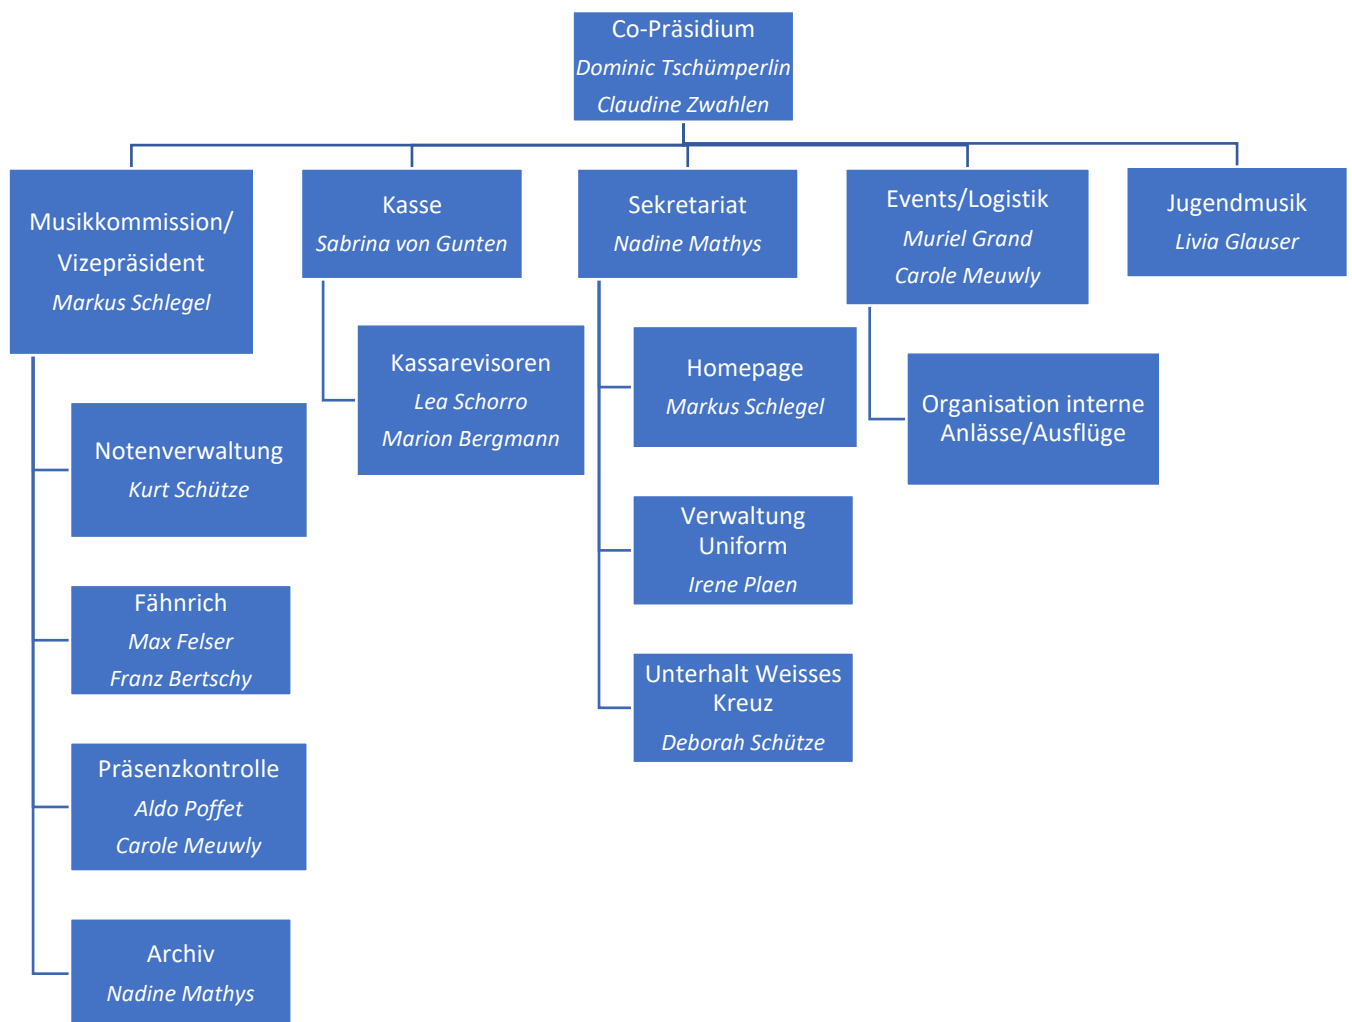 Co-Präsidium
Dominic Tschümperlin
Claudine Zwahlen
Musikkommission/
Vizepräsident
Markus Schlegel
Kasse
Sabrina von Gunten
Sekretariat
Nadine Mathys
Events/Logistik
Muriel Grand
Carole Meuwly
Jugendmusik
Livia Glauser
Notenverwaltung
Kurt Schütze
Fähnrich
Max Felser
Franz Bertschy
Präsenzkontrolle
Aldo Poffet
Carole Meuwly
Archiv
Nadine Mathys
Kassarevisoren
Lea Schorro
Marion Bergmann
Homepage
Markus Schlegel
Verwaltung
Uniform
Irene Plaen
Unterhalt Weisses
Kreuz
Deborah Schütze
Organisation interne
Anlässe/Ausflüge